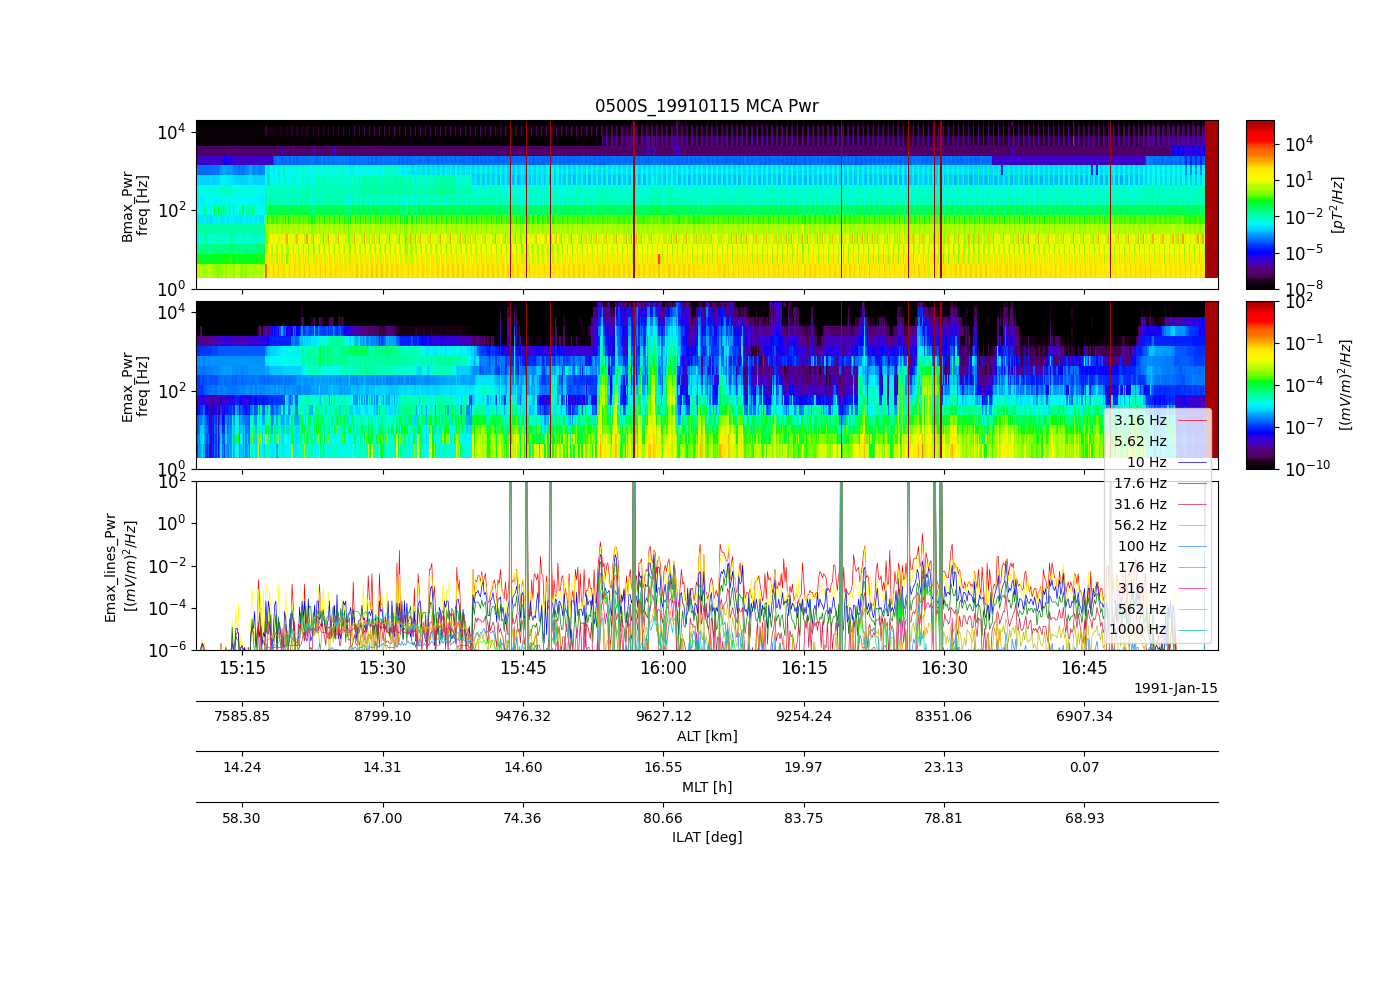 0500S_19910115 MCA Pwr
10^4
10^2
10^0
Bmax_Pwr
freq [Hz]
10^4
10^1
10^-2
10^-5
10^-8
[pT^2/Hz]
10^4
10^2
10^0
Emax_Pwr
freq [Hz]
10^2
10^-1
10^-4
10^-7
10^-10
[(mV/m)^2/Hz]
10^2
10^0
10^-2
10^-4
10^-6
Emax_lines_Pwr
[(mV/m)^2/Hz]
3.16 Hz
5.62 Hz
10 Hz
17.6 Hz
31.6 Hz
56.2 Hz
100 Hz
176 Hz
316 Hz
562 Hz
1000 Hz
15:15 15:30 15:45 16:00 16:15 16:30 16:45
1991-Jan-15
7585.85 8799.10 9476.32 9627.12 9254.24 8351.06 6907.34
ALT [km]
14.24 14.31 14.60 16.55 19.97 23.13 0.07
MLT [h]
58.30 67.00 74.36 80.66 83.75 78.81 68.93
ILAT [deg]